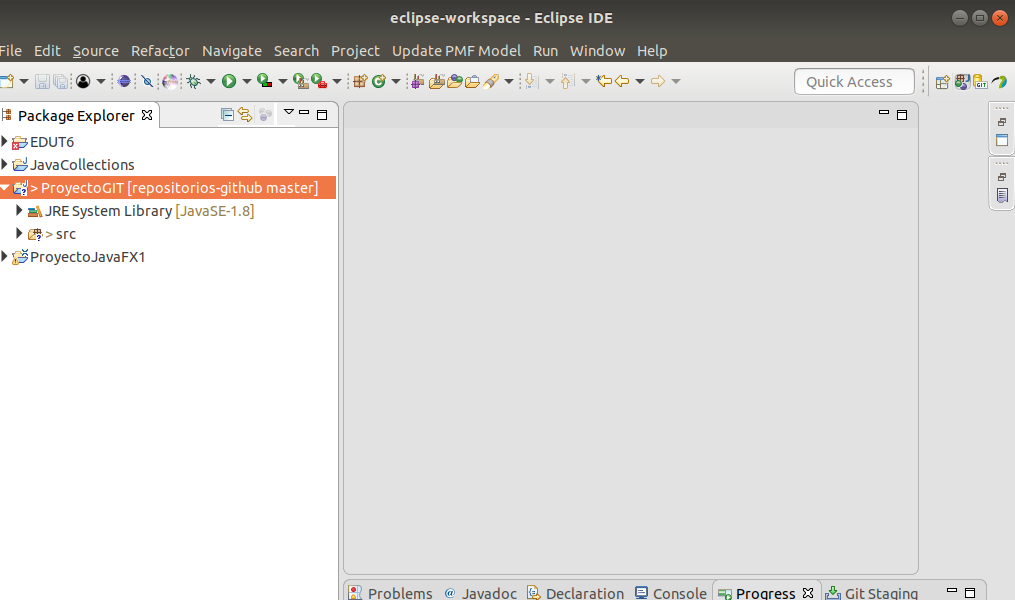 eclipse-workspace - Eclipse IDE
File Edit Source Refactor Navigate Search Project Update PMF Model Run Window Help
Quick Access
GIT
Package Explorer
EDUT6
JavaCollections
> ProyectoGIT [repositorios-github master]
JRE System Library [JavaSE-1.8]
> src
ProyectoJavaFX1
Problems @ Javadoc Declaration Console Progress Git Staging